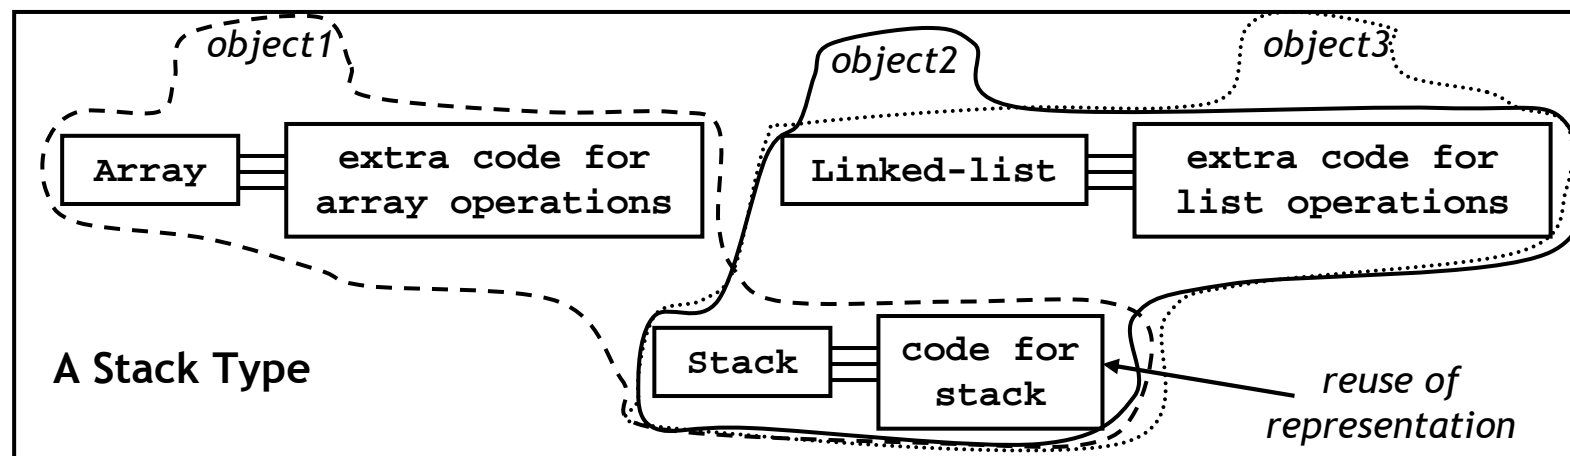 object1
object2
object3
Array
extra code for
array operations
Linked-list
extra code for
list operations
A Stack Type
Stack
code for
stack
reuse of
representation